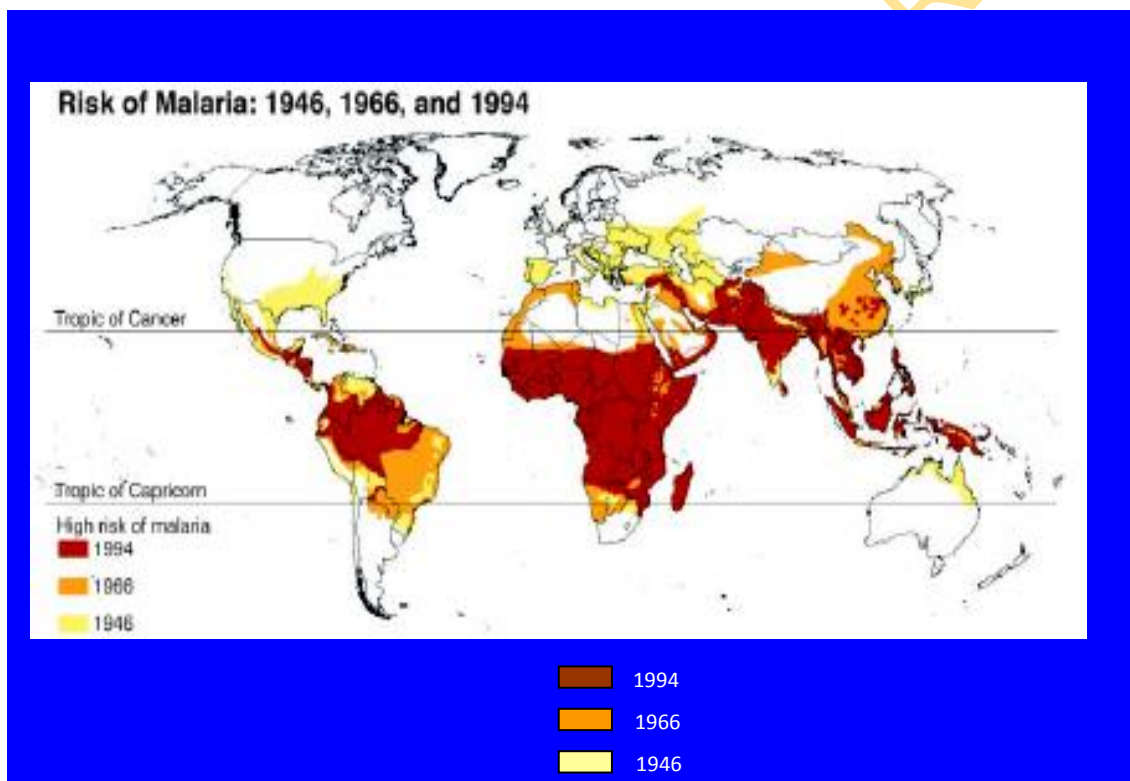 Risk of Malaria: 1946, 1966, and 1994
Tropic of Cancer
Tropic of Capricorn
High risk of malaria
1994
1966
1946
1994
1966
1946